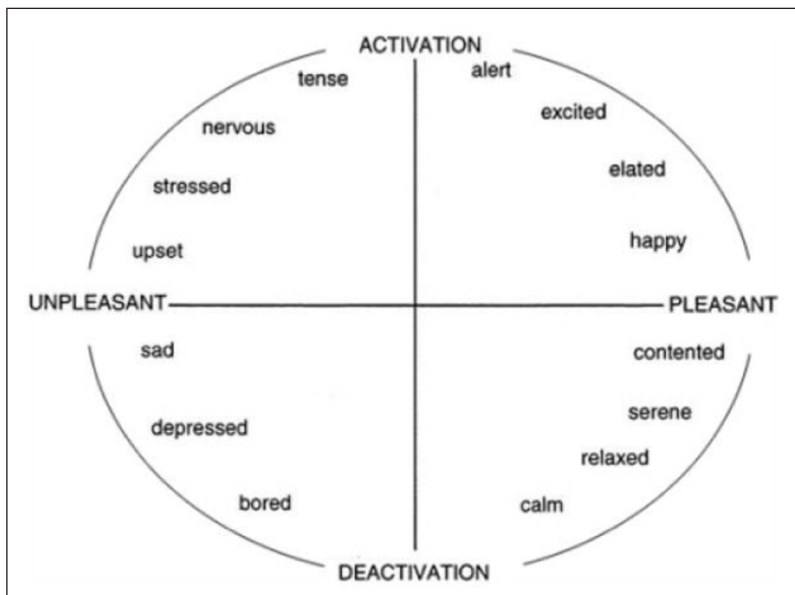 ACTIVATION
tense
alert
nervous
excited
stressed
elated
upset
happy
UNPLEASANT
PLEASANT
sad
contented
depressed
serene
relaxed
bored
calm
DEACTIVATION